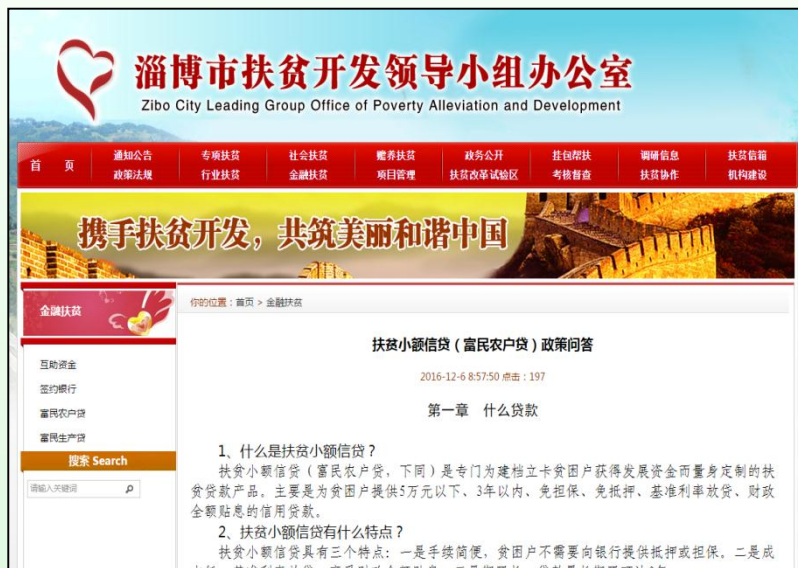 淄博市扶贫开发领导小组办公室
Zibo City Leading Group Office of Poverty Alleviation and Development
首 页 通知公告 专项扶贫 社会扶贫 赡养扶贫 政务公开 挂包帮扶 调研信息 扶贫信箱
政策法规 行业扶贫 金融扶贫 项目管理 扶贫改革试验区 考核督查 扶贫协作 机构建设
携手扶贫开发，共筑美丽和谐中国
金融扶贫
你的位置：首页 > 金融扶贫
互助资金
签约银行
富民农户贷
富民生产贷
搜索 Search
请输入关键词
扶贫小额信贷（富民农户贷）政策问答
2016-12-6 8:57:50 点击：197
第一章 什么贷款
1、什么是扶贫小额信贷？
扶贫小额信贷（富民农户贷，下同）是专门为建档立卡贫困户获得发展资金而量身定制的扶
贫贷款产品。主要是为贫困户提供5万元以下、3年以内、免担保、免抵押、基准利率放贷、财政
全额贴息的信用贷款。
2、扶贫小额信贷有什么特点？
扶贫小额信贷具有三个特点：一是手续简便，贫困户不需要向银行提供抵押或担保。二是成